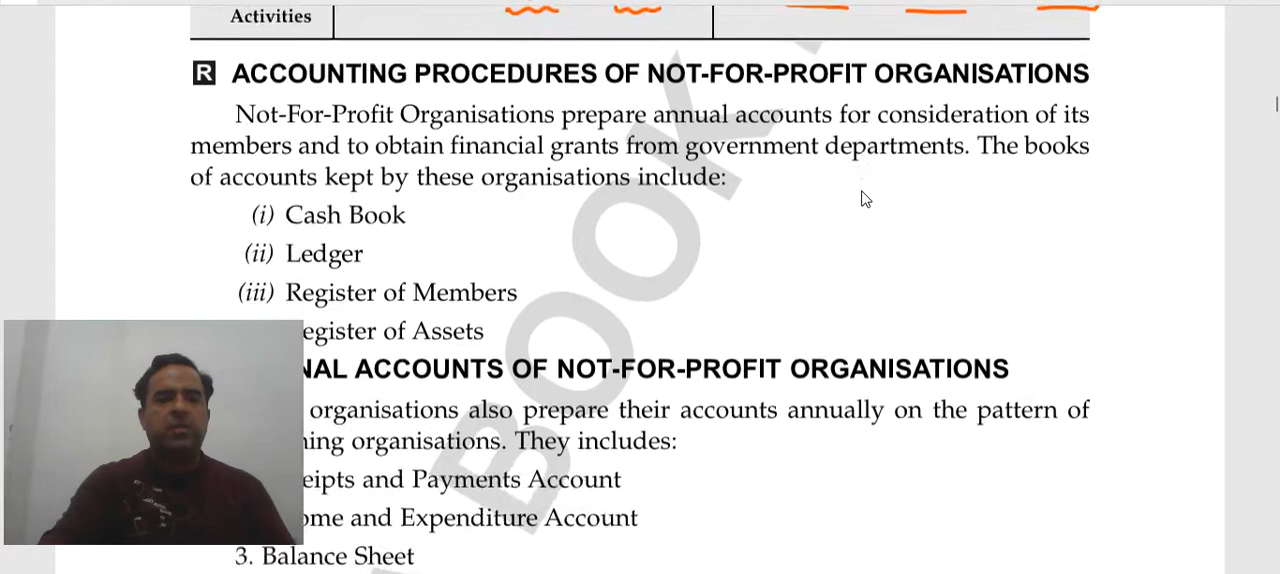 Activities
R ACCOUNTING PROCEDURES OF NOT-FOR-PROFIT ORGANISATIONS
Not-For-Profit Organisations prepare annual accounts for consideration of its
members and to obtain financial grants from government departments. The books
of accounts kept by these organisations include:
(i) Cash Book
(ii) Ledger
(iii) Register of Members
egister of Assets
NAL ACCOUNTS OF NOT-FOR-PROFIT ORGANISATIONS
organisations also prepare their accounts annually on the pattern of
ning organisations. They includes:
eipts and Payments Account
ome and Expenditure Account
3. Balance Sheet
BOOK